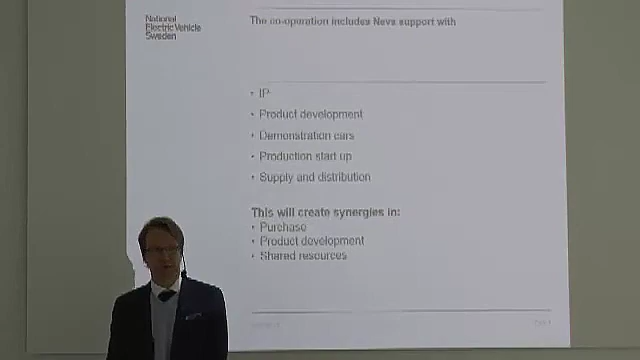 National
Electric Vehicle
Sweden
The co-operation includes Nevs support with
• IP
• Product development
• Demonstration cars
• Production start up
• Supply and distribution
This will create synergies in:
• Purchase
• Product development
• Shared resources